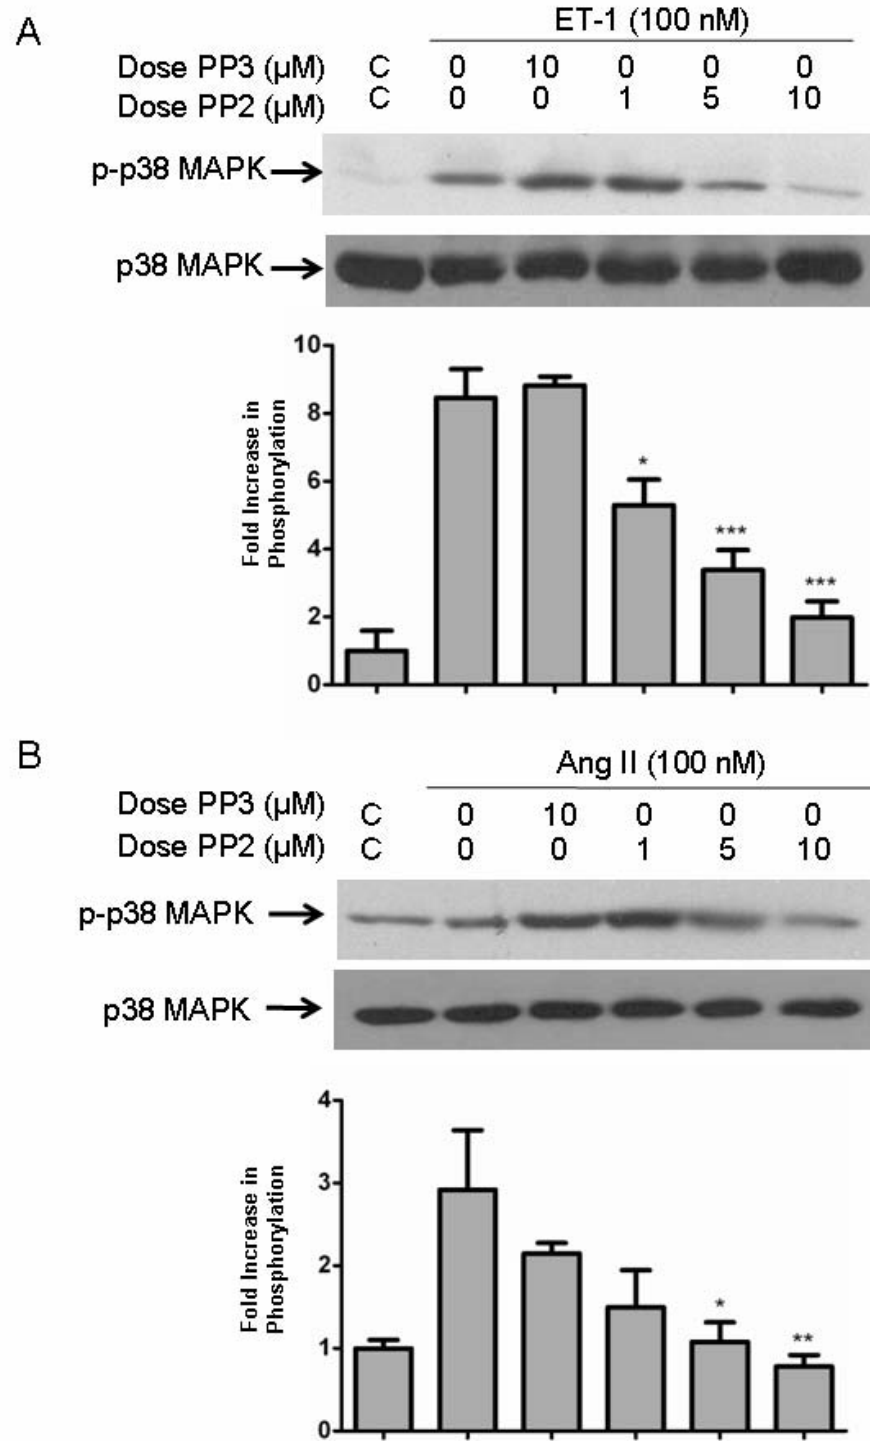 A
ET-1 (100 nM)
Dose PP3 (µM) C 0 10 0 0 0
Dose PP2 (µM) C 0 0 1 5 10
p-p38 MAPK
p38 MAPK
Fold Increase in
Phosphorylation
10
8
6
4
2
0
*
***
***
B
Ang II (100 nM)
Dose PP3 (µM) C 0 10 0 0 0
Dose PP2 (µM) C 0 0 1 5 10
p-p38 MAPK
p38 MAPK
Fold Increase in
Phosphorylation
4
3
2
1
0
*
**